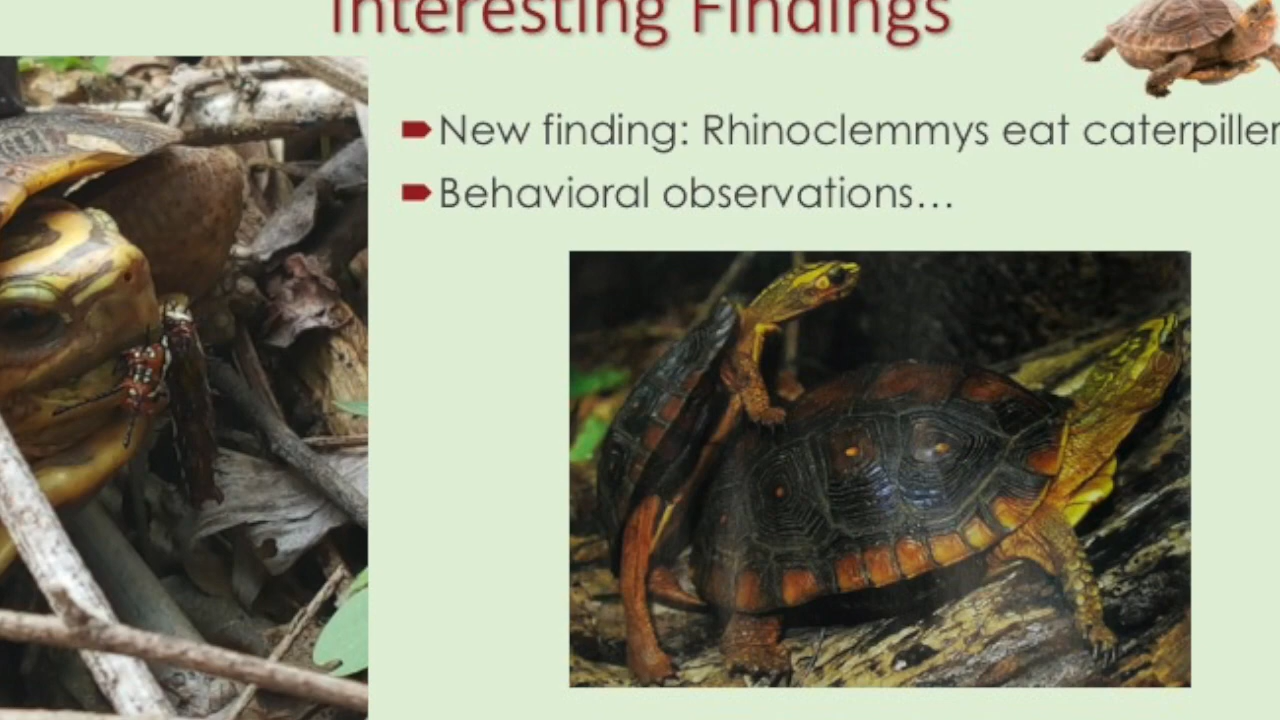 Interesting Findings
New finding: Rhinoclemmys eat caterpiller
Behavioral observations…